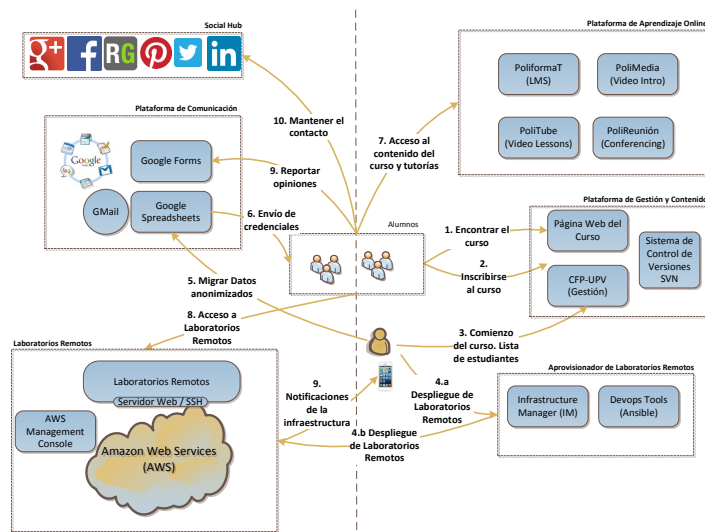 Social Hub
g+ f RG in
Plataforma de Aprendizaje Online
PoliformaT
(LMS)
PoliMedia
(Video Intro)
PoliTube
(Video Lessons)
PoliReunión
(Conferencing)
10. Mantener el
contacto
7. Acceso al
contenido del
curso y tutorías
Plataforma de Comunicación
Google
Google Forms
GMail
Google
Spreadsheets
9. Reportar
opiniones
6. Envío de
credenciales
Alumnos
Plataforma de Gestión y Contenido
1. Encontrar el
curso
Página Web del
Curso
2.
Inscribirse
al curso
CFP-UPV
(Gestión)
Sistema de
Control de
Versiones
SVN
5. Migrar Datos
anonimizados
8. Acceso a
Laboratorios
Remotos
3. Comienzo
del curso. Lista
de estudiantes
Laboratorios Remotos
Laboratorios Remotos
Servidor Web / SSH
AWS
Management
Console
Amazon Web Services
(AWS)
9.
Notificaciones
de la
infraestructura
4.a
Despliegue de
Laboratorios
Remotos
4.b Despliegue
de Laboratorios
Remotos
Aprovisionador de Laboratorios Remotos
Infrastructure
Manager (IM)
Devops Tools
(Ansible)